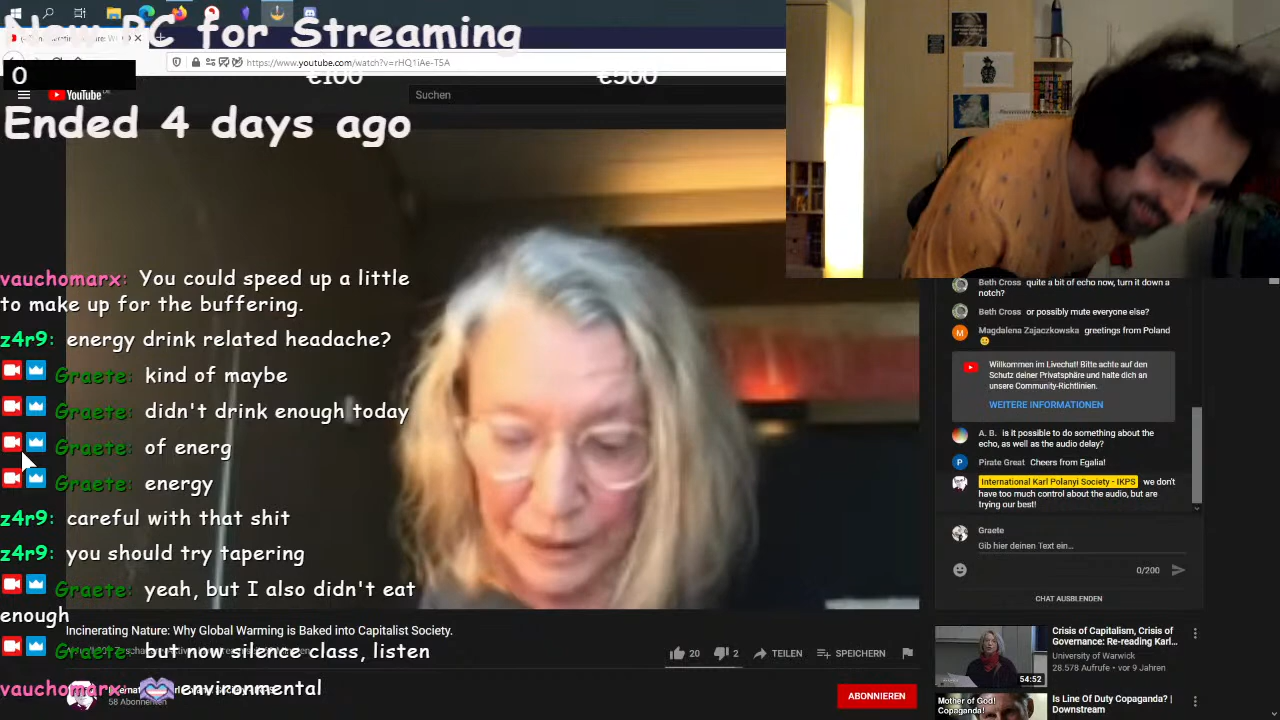 New PC for Streaming
https://www.youtube.com/watch?v=rHQ1iAe-T5A
0
€100
€500
YouTube
Suchen
Ended 4 days ago
vauchomarx: You could speed up a little
to make up for the buffering.
z4r9: energy drink related headache?
Graete: kind of maybe
Graete: didn't drink enough today
Graete: of energ
Graete: energy
z4r9: careful with that shit
z4r9: you should try tapering
Graete: yeah, but I also didn't eat
enough
Graete: but now silence class, listen
vauchomarx: environmental
Incinerating Nature: Why Global Warming is Baked into Capitalist Society.
20
2
TEILEN
SPEICHERN
58 Abonnenten
ABONNIEREN
Beth Cross quite a bit of echo now, turn it down a
notch?
Beth Cross or possibly mute everyone else?
Magdalena Zajaczkowska greetings from Poland
Willkommen im Livechat! Bitte achte auf den
Schutz deiner Privatsphäre und halte dich an
unsere Community-Richtlinien.
WEITERE INFORMATIONEN
A. B. is it possible to do something about the
echo, as well as the audio delay?
Pirate Great Cheers from Egalia!
International Karl Polanyi Society - IKPS we don't
have too much control about the audio, but are
trying our best!
Graete
Gib hier deinen Text ein...
0/200
CHAT AUSBLENDEN
Crisis of Capitalism, Crisis of
Governance: Re-reading Karl...
University of Warwick
28.578 Aufrufe • vor 9 Jahren
54:52
Mother of God!
Copaganda!
Is Line Of Duty Copaganda? |
Downstream
Novara Media